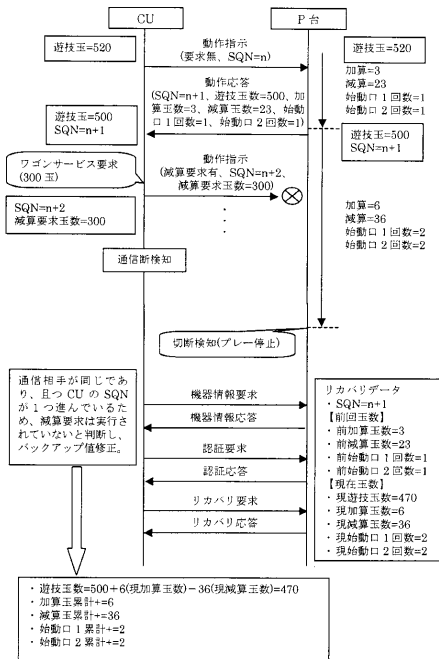 CU
P台
遊技玉=520
動作指示
(要求無、SQN=n)
遊技玉=520
加算=3
減算=23
始動口1回数=1
始動口2回数=1
動作応答
(SQN=n+1、遊技玉数=500、加
算玉数=3、減算玉数=23、始動
口1回数=1、始動口2回数=1)
遊技玉=500
SQN=n+1
遊技玉=500
SQN=n+1
ワゴンサービス要求
(300玉)
動作指示
(減算要求有、SQN=n+2、
減算要求玉数=300)
SQN=n+2
減算要求玉数=300
加算=6
減算=36
始動口1回数=2
始動口2回数=2
通信断検知
切断検知(プレー停止)
通信相手が同じであ
り、且つCUのSQN
が1つ進んでいるた
め、減算要求は実行さ
れていないと判断し、
バックアップ値修正。
機器情報要求
機器情報応答
認証要求
認証応答
リカバリ要求
リカバリ応答
リカバリデータ
・SQN=n+1
【前回玉数】
・前加算玉数=3
・前減算玉数=23
・前始動口1回数=1
・前始動口2回数=1
【現在玉数】
・現遊技玉数=470
・現加算玉数=6
・現減算玉数=36
・現始動口1回数=2
・現始動口2回数=2
・遊技玉数=500+6(現加算玉数)−36(現減算玉数)=470
・加算玉累計+=6
・減算玉累計+=36
・始動口1累計+=2
・始動口2累計+=2